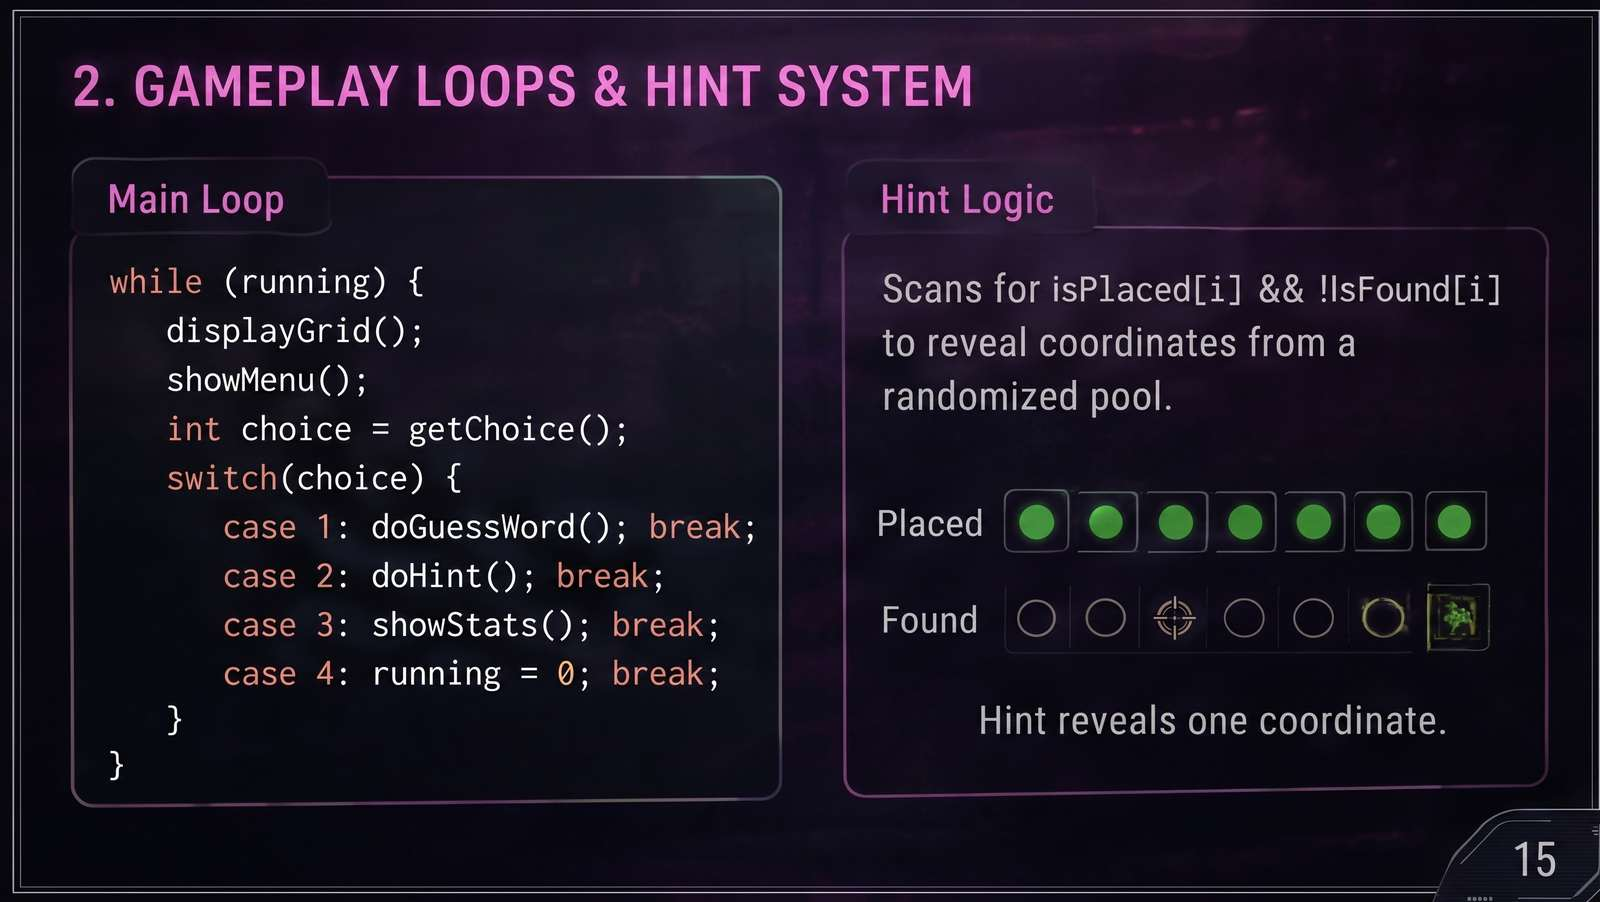 2. GAMEPLAY LOOPS & HINT SYSTEM
Main Loop
while (running) {
displayGrid();
showMenu();
int choice = getChoice();
switch(choice) {
case 1: doGuessWord(); break;
case 2: doHint(); break;
case 3: showStats(); break;
case 4: running = 0; break;
}
}
Hint Logic
Scans for isPlaced[i] && !IsFound[i]
to reveal coordinates from a
randomized pool.
Placed
Found
Hint reveals one coordinate.
15